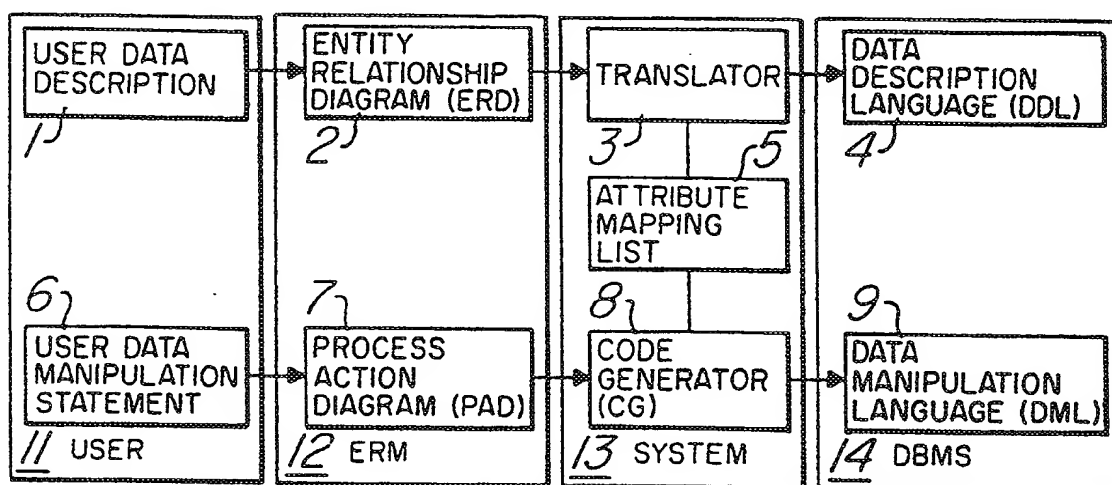 USER DATA
DESCRIPTION
1
ENTITY
RELATIONSHIP
DIAGRAM (ERD)
2
TRANSLATOR
3
DATA
DESCRIPTION
LANGUAGE (DDL)
4
5
ATTRIBUTE
MAPPING
LIST
6
USER DATA
MANIPULATION
STATEMENT
7
PROCESS
ACTION
DIAGRAM (PAD)
8
CODE
GENERATOR
(CG)
9
DATA
MANIPULATION
LANGUAGE (DML)
11 USER
12 ERM
13 SYSTEM
14 DBMS